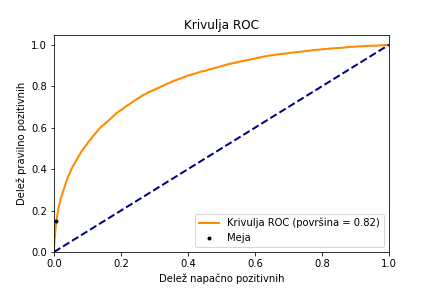 Krivulja ROC
Delež pravilno pozitivnih
1.0
0.8
0.6
0.4
0.2
0.0
Krivulja ROC (površina = 0.82)
Meja
0.0 0.2 0.4 0.6 0.8 1.0
Delež napačno pozitivnih